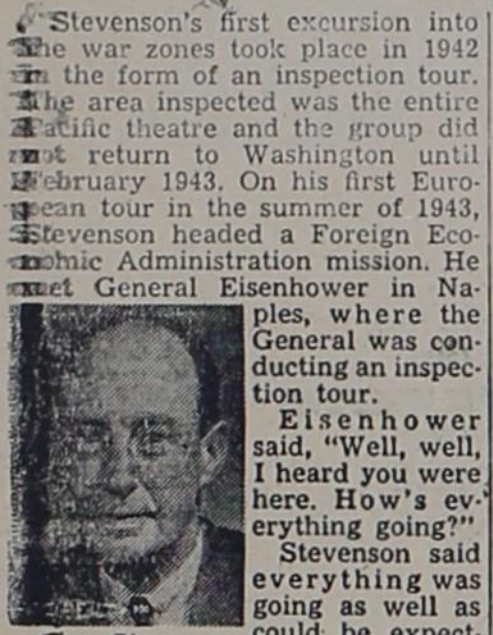 Stevenson's first excursion into
the war zones took place in 1942
in the form of an inspection tour.
The area inspected was the entire
Pacific theatre and the group did
not return to Washington until
February 1943. On his first Euro-
pean tour in the summer of 1943,
Stevenson headed a Foreign Eco-
nomic Administration mission. He
met General Eisenhower in Na-
ples, where the
General was con-
ducting an inspec-
tion tour.
Eisenhower
said, “Well, well,
I heard you were
here. How's ev-
erything going?”
Stevenson said
everything was
going as well as
could be expect-